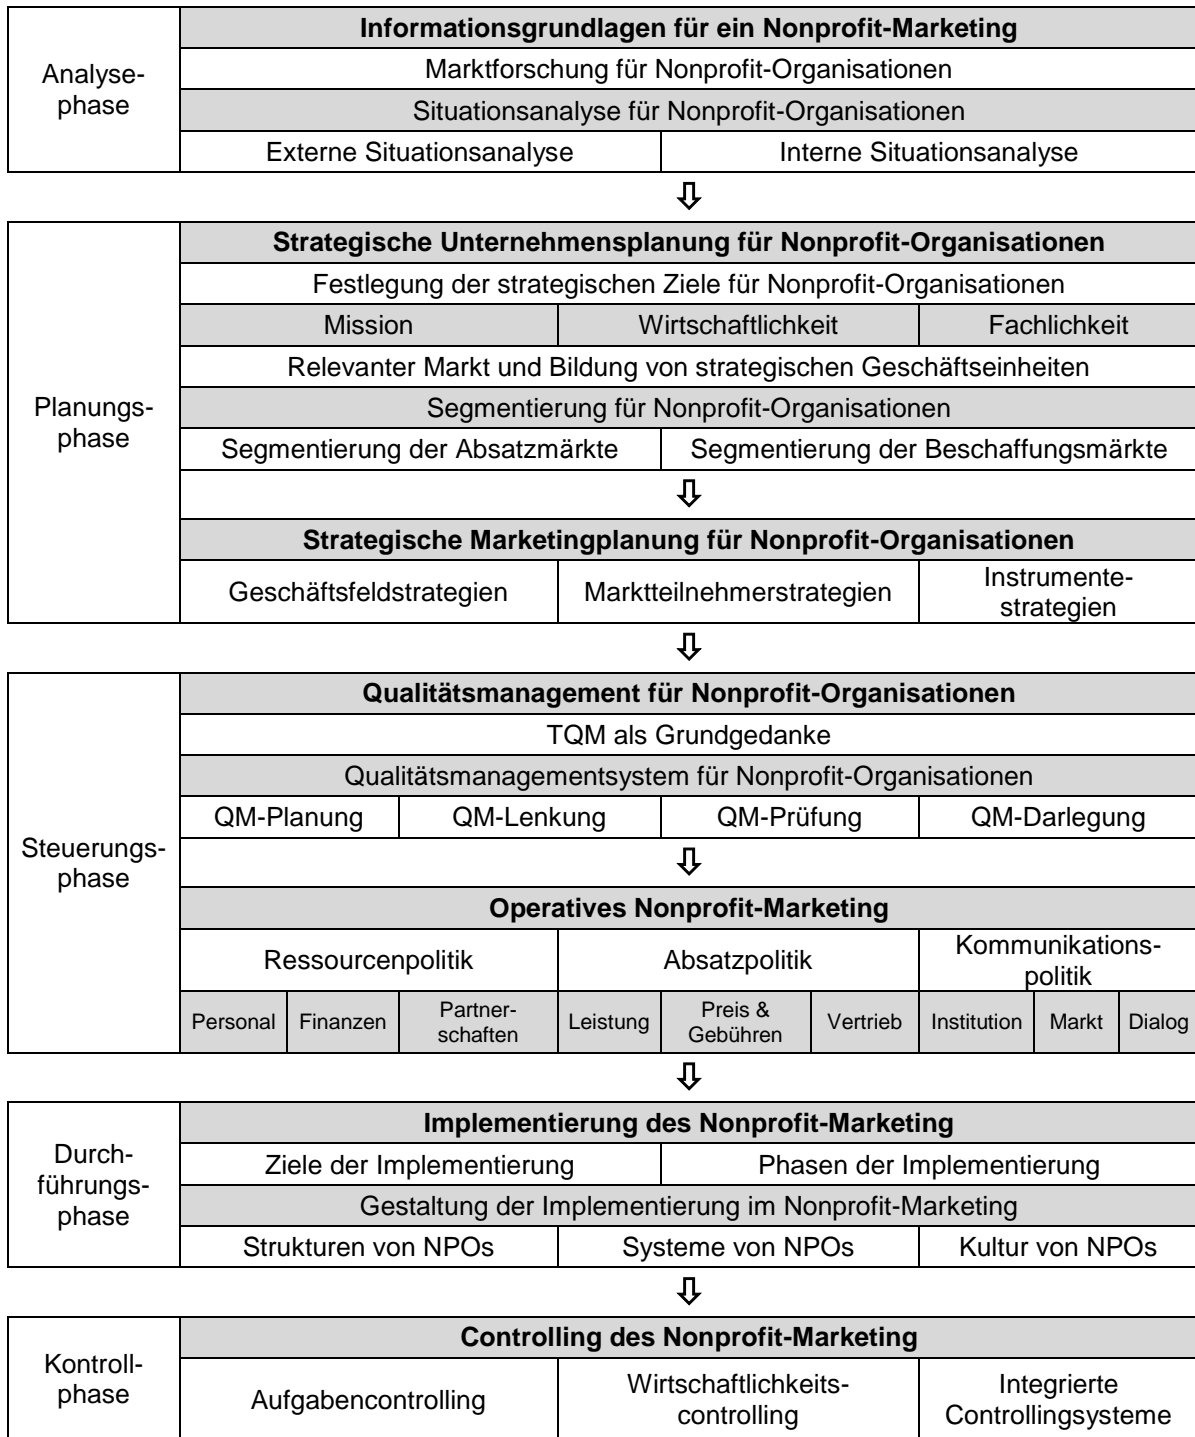 Informationsgrundlagen für ein Nonprofit-Marketing
Analyse-
phase
Marktforschung für Nonprofit-Organisationen
Situationsanalyse für Nonprofit-Organisationen
Externe Situationsanalyse
Interne Situationsanalyse
⇩
Planungs-
phase
Strategische Unternehmensplanung für Nonprofit-Organisationen
Festlegung der strategischen Ziele für Nonprofit-Organisationen
Mission
Wirtschaftlichkeit
Fachlichkeit
Relevanter Markt und Bildung von strategischen Geschäftseinheiten
Segmentierung für Nonprofit-Organisationen
Segmentierung der Absatzmärkte
Segmentierung der Beschaffungsmärkte
⇩
Strategische Marketingplanung für Nonprofit-Organisationen
Geschäftsfeldstrategien
Marktteilnehmerstrategien
Instrumente-
strategien
⇩
Steuerungs-
phase
Qualitätsmanagement für Nonprofit-Organisationen
TQM als Grundgedanke
Qualitätsmanagementsystem für Nonprofit-Organisationen
QM-Planung
QM-Lenkung
QM-Prüfung
QM-Darlegung
⇩
Operatives Nonprofit-Marketing
Ressourcenpolitik
Absatzpolitik
Kommunikations-
politik
Personal
Finanzen
Partner-
schaften
Leistung
Preis &
Gebühren
Vertrieb
Institution
Markt
Dialog
⇩
Durch-
führungs-
phase
Implementierung des Nonprofit-Marketing
Ziele der Implementierung
Phasen der Implementierung
Gestaltung der Implementierung im Nonprofit-Marketing
Strukturen von NPOs
Systeme von NPOs
Kultur von NPOs
⇩
Kontroll-
phase
Controlling des Nonprofit-Marketing
Aufgabencontrolling
Wirtschaftlichkeits-
controlling
Integrierte
Controllingsysteme